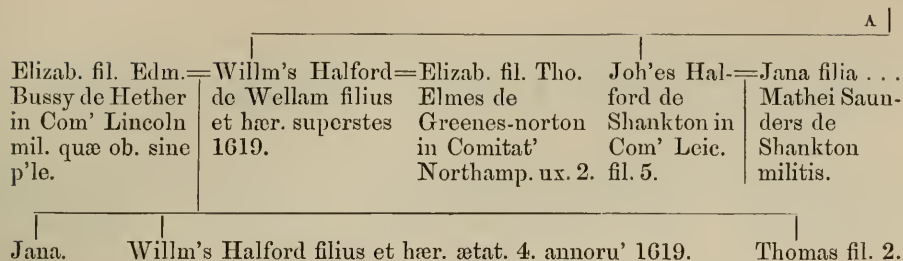 A
Elizab. fil. Edm.=Willm's Halford=Elizab. fil. Tho. Joh'es Hal-=Jana filia . . .
Bussy de Hether de Wellam filius Elmes de ford de Mathei Saun-
in Com' Lincoln et hær. superstes Greenes-norton Shankton in ders de
mil. quæ ob. sine 1619. in Comitat' Com' Leic. Shankton
p'le. Northamp. ux. 2. fil. 5. militis.
Jana. Willm's Halford filius et hær. ætat. 4. annoru' 1619. Thomas fil. 2.